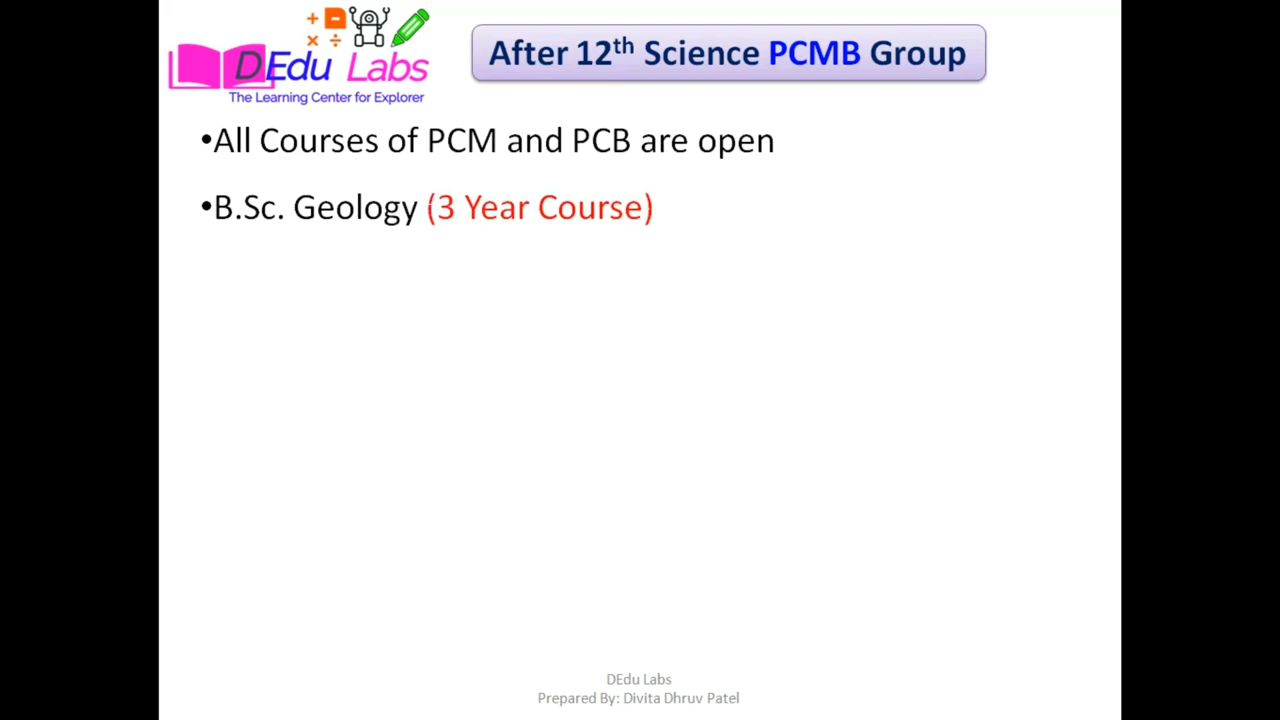 DEdu Labs
The Learning Center for Explorer
After 12th Science PCMB Group
•All Courses of PCM and PCB are open
•B.Sc. Geology (3 Year Course)
DEdu Labs
Prepared By: Divita Dhruv Patel